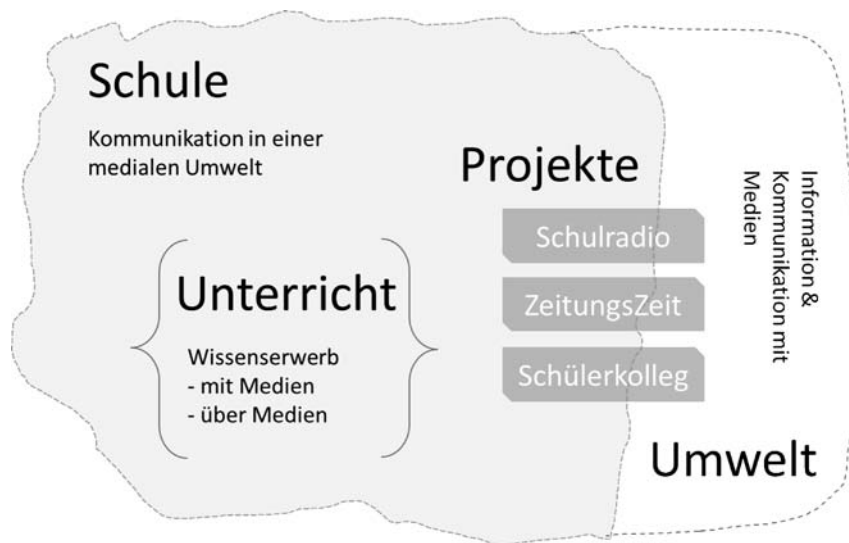 Schule
Kommunikation in einer
medialen Umwelt
Projekte
Schulradio
ZeitungsZeit
Schülerkolleg
Unterricht
Wissenserwerb
- mit Medien
- über Medien
Information &
Kommunikation mit
Medien
Umwelt